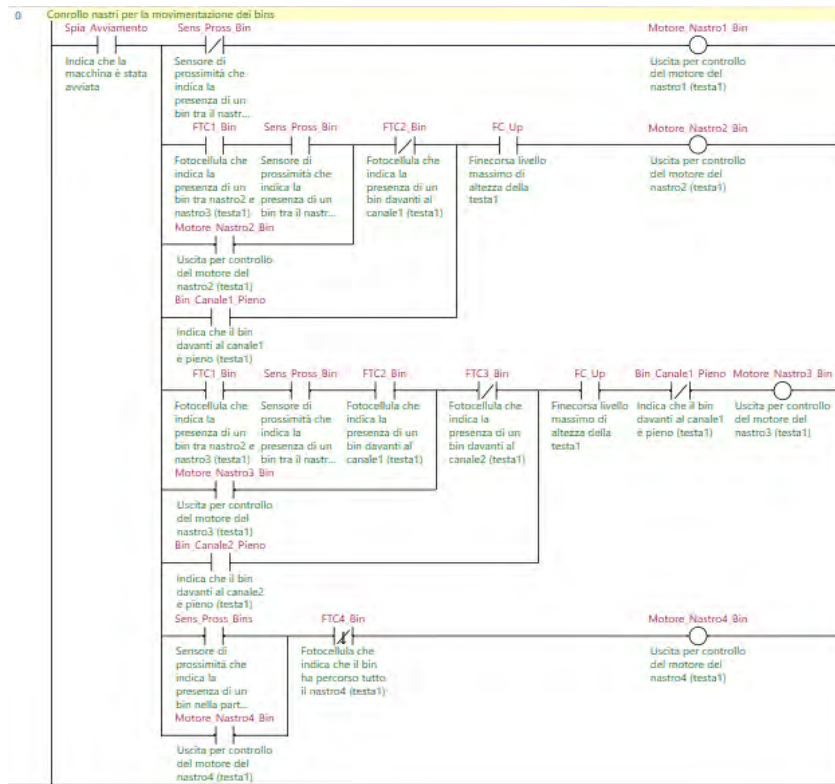 0 Conrollo nastri per la movimentazione dei bins
Spia_Avviamento Sens_Pross_Bin Motore_Nastro1_Bin
Indica che la Sensore di Uscita per controllo
macchina è stata prossimità che del motore del
avviata indica la nastro1 (testa1)
presenza di un
bin tra il nastr...
FTC1_Bin Sens_Pross_Bin FTC2_Bin FC_Up Motore_Nastro2_Bin
Fotocellula che Sensore di Fotocellula che Finecorsa livello Uscita per controllo
indica la prossimità che indica la massimo di del motore del
presenza di un indica la presenza di un altezza della nastro2 (testa1)
bin tra nastro2 e presenza di un bin davanti al testa1
nastro3 (testa1) bin tra il nastr... canale1 (testa1)
Motore_Nastro2_Bin
Uscita per controllo
del motore del
nastro2 (testa1)
Bin_Canale1_Pieno
Indica che il bin
davanti al canale1
è pieno (testa1)
FTC1_Bin Sens_Pross_Bin FTC2_Bin FTC3_Bin FC_Up Bin_Canale1_Pieno Motore_Nastro3_Bin
Fotocellula che Sensore di Fotocellula che Fotocellula che Finecorsa livello Indica che il bin Uscita per controllo
indica la prossimità che indica la indica la massimo di davanti al canale1 del motore del
presenza di un indica la presenza di un presenza di un altezza della è pieno (testa1) nastro3 (testa1)
bin tra nastro2 e presenza di un bin davanti al bin davanti al testa1
nastro3 (testa1) bin tra il nastr... canale1 (testa1) canale2 (testa1)
Motore_Nastro3_Bin
Uscita per controllo
del motore del
nastro3 (testa1)
Bin_Canale2_Pieno
Indica che il bin
davanti al canale2
è pieno (testa1)
Sens_Pross_Bins FTC4_Bin Motore_Nastro4_Bin
Sensore di Fotocellula che Uscita per controllo
prossimità che indica che il bin del motore del
indica la ha percorso tutto nastro4 (testa1)
presenza di un il nastro4 (testa1)
bin nella part...
Motore_Nastro4_Bin
Uscita per controllo
del motore del
nastro4 (testa1)